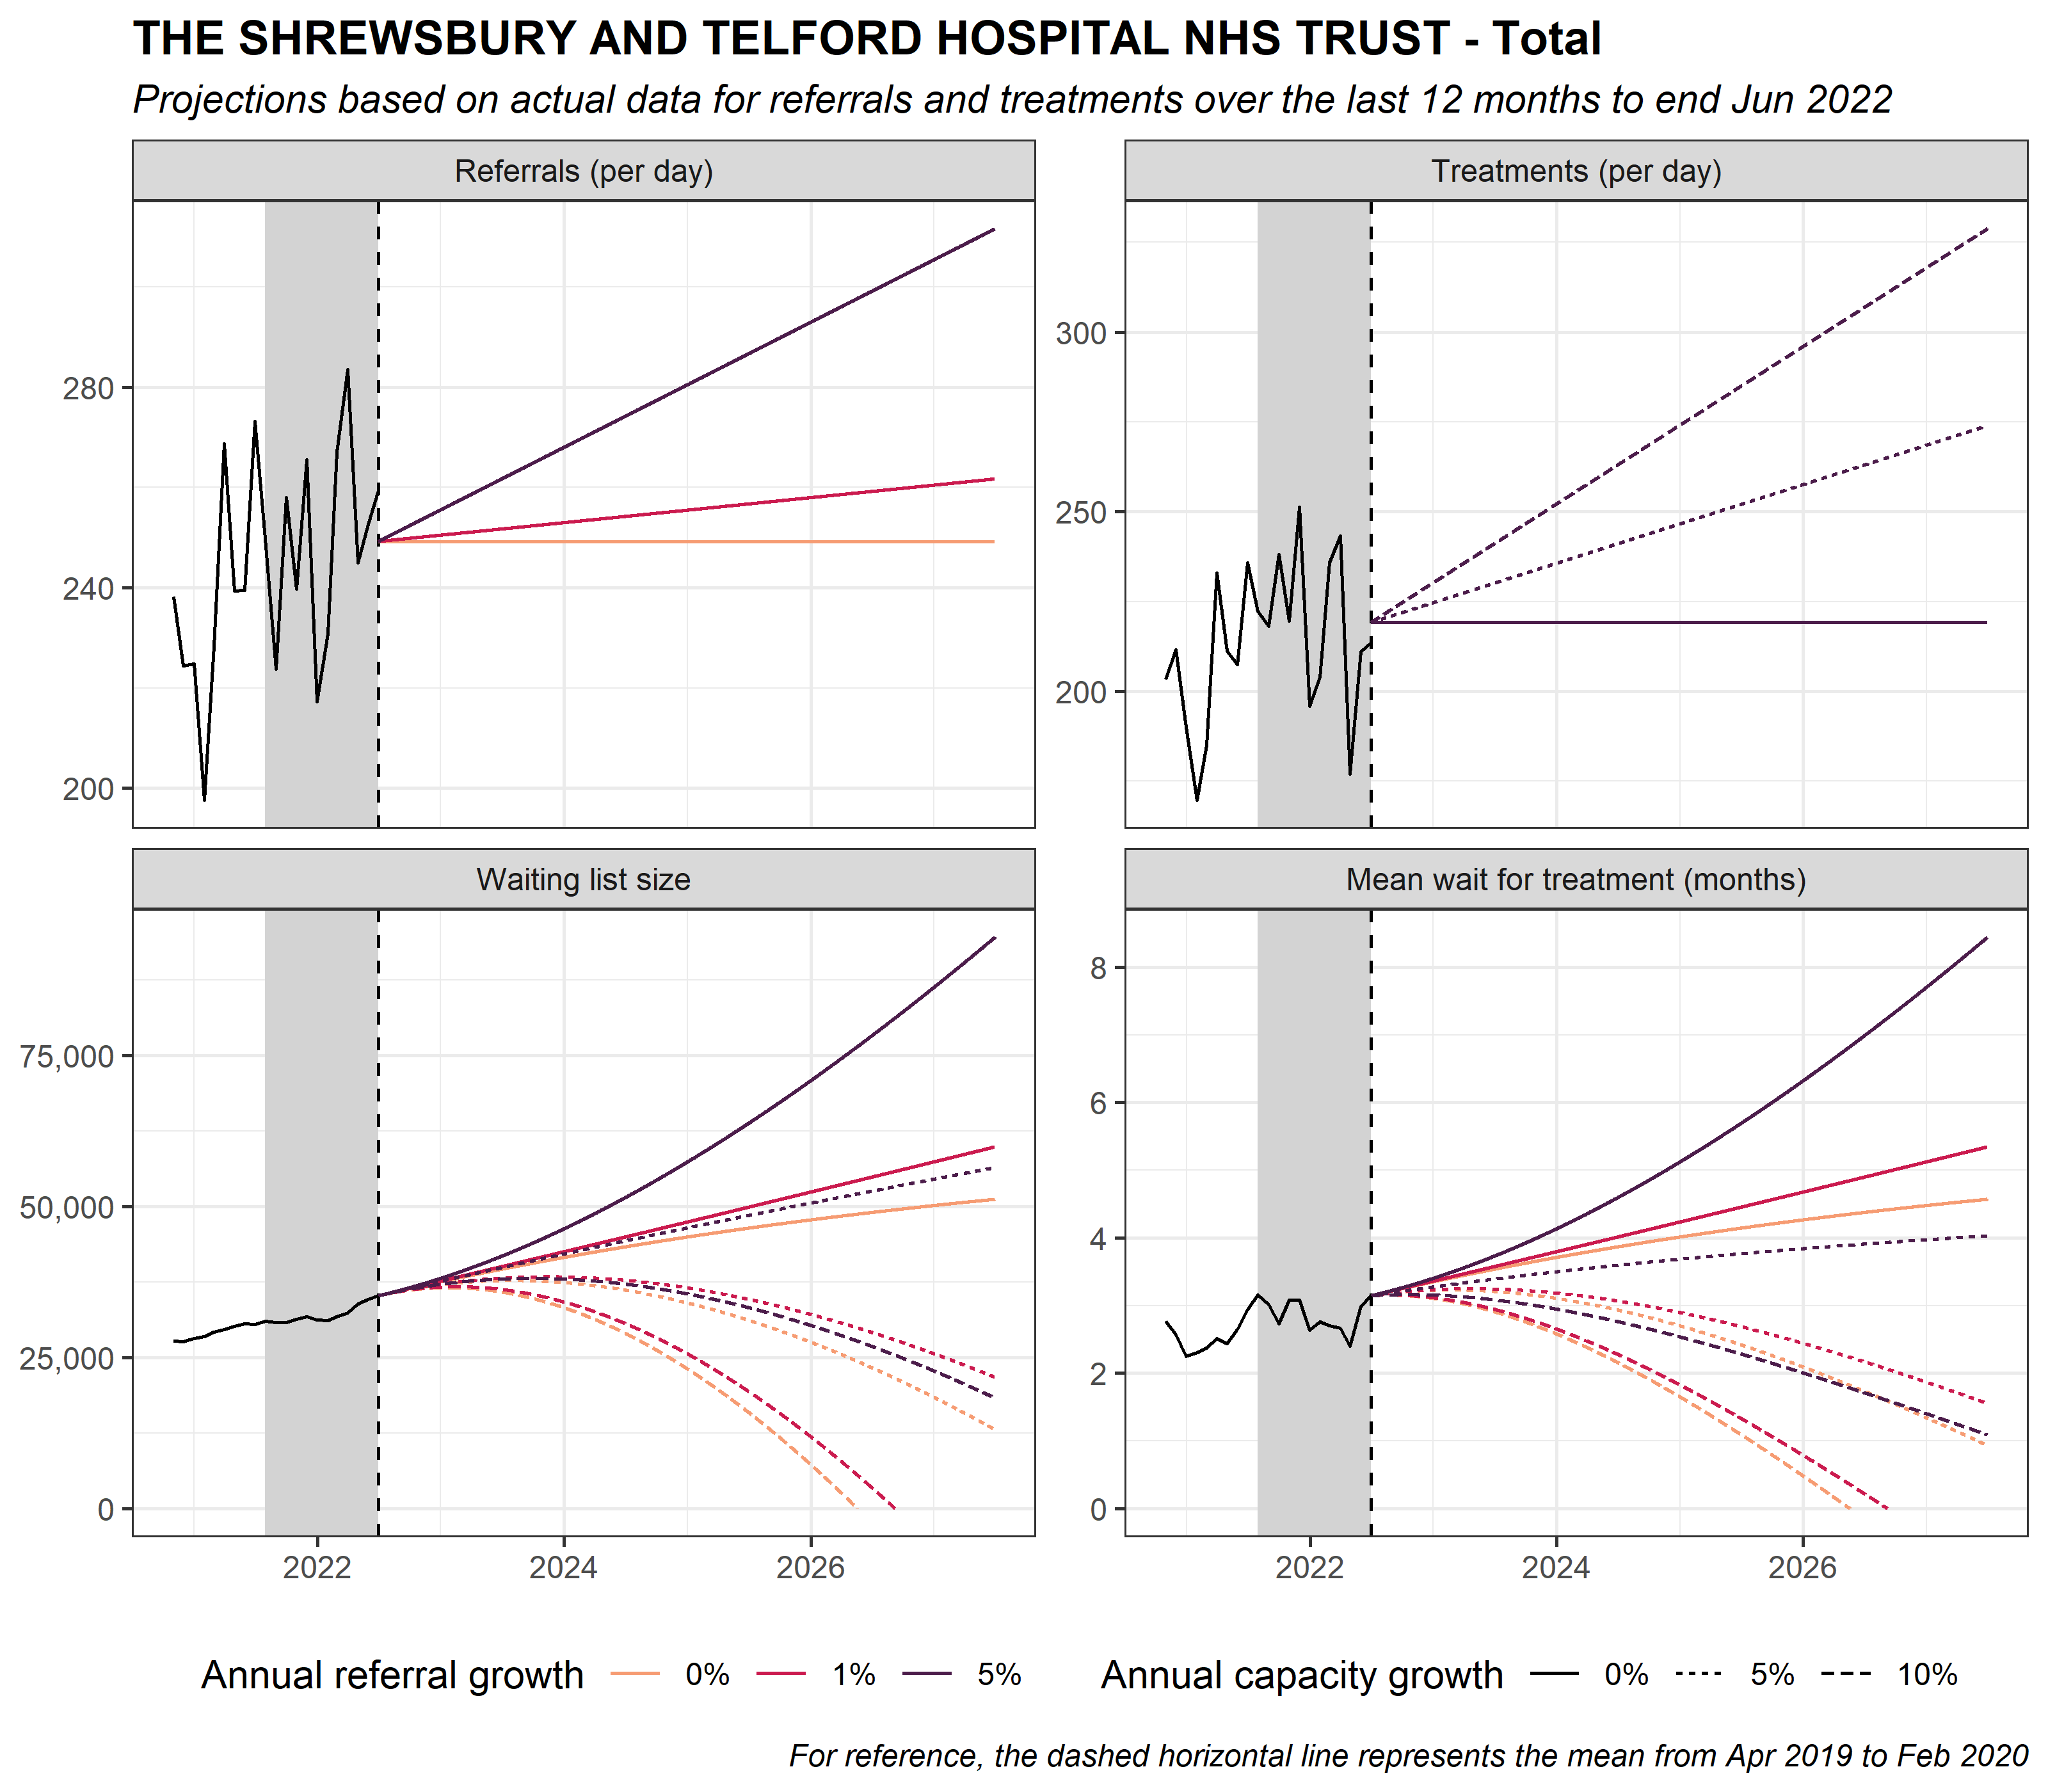 THE SHREWSBURY AND TELFORD HOSPITAL NHS TRUST - Total
Projections based on actual data for referrals and treatments over the last 12 months to end Jun 2022
Referrals (per day)
280
240
200
Treatments (per day)
300
250
200
Waiting list size
75,000
50,000
25,000
0
2022 2024 2026
Mean wait for treatment (months)
8
6
4
2
0
2022 2024 2026
Annual referral growth 0% 1% 5%
Annual capacity growth 0% 5% 10%
For reference, the dashed horizontal line represents the mean from Apr 2019 to Feb 2020